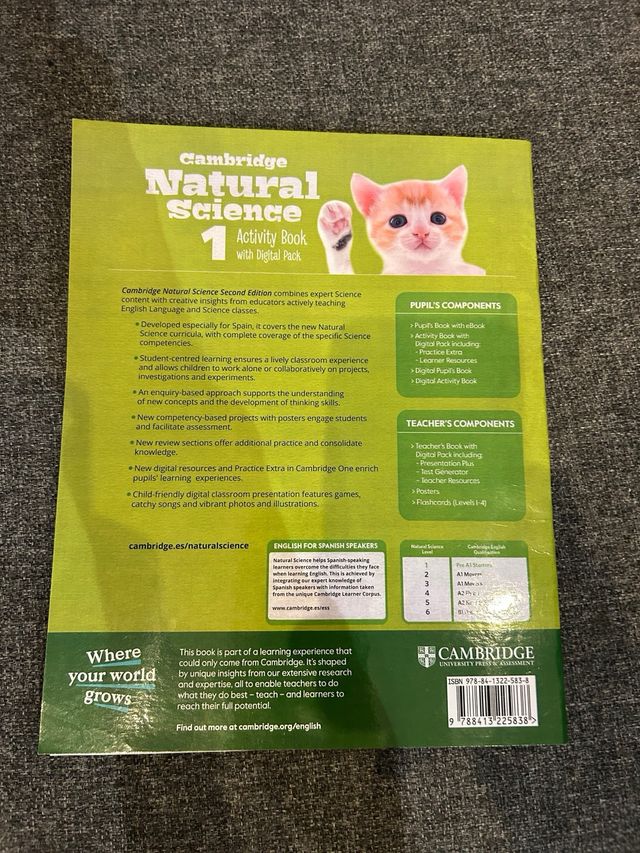 Cambridge
Natural
Science
1 Activity Book
with Digital Pack
Cambridge Natural Science Second Edition combines expert Science
content with creative insights from educators actively teaching
English Language and Science classes.
• Developed especially for Spain, it covers the new Natural
Science curricula, with complete coverage of the specific Science
competencies.
• Student-centred learning ensures a lively classroom experience
and allows children to work alone or collaboratively on projects,
investigations and experiments.
• An enquiry-based approach supports the understanding
of new concepts and the development of thinking skills.
• New competency-based projects with posters engage students
and facilitate assessment.
• New review sections offer additional practice and consolidate
knowledge.
• New digital resources and Practice Extra in Cambridge One enrich
pupils' learning experiences.
• Child-friendly digital classroom presentation features games,
catchy songs and vibrant photos and illustrations.
PUPIL'S COMPONENTS
> Pupil's Book with eBook
> Activity Book with
Digital Pack including:
- Practice Extra
- Learner Resources
> Digital Pupil's Book
> Digital Activity Book
TEACHER'S COMPONENTS
> Teacher's Book with
Digital Pack including:
- Presentation Plus
- Test Generator
- Teacher Resources
> Posters
> Flashcards (Levels 1-4)
cambridge.es/naturalscience
ENGLISH FOR SPANISH SPEAKERS
Natural Science helps Spanish-speaking
learners overcome the difficulties they face
when learning English. This is achieved by
integrating our expert knowledge of
Spanish speakers with information taken
from the unique Cambridge Learner Corpus.
www.cambridge.es/ess
Natural Science Level
Cambridge English Qualifications
1 Pre A1 Starters
2 A1 Movers
3 A1 Movers
4 A2
5 A2
6
Where
your world
grows
This book is part of a learning experience that
could only come from Cambridge. It's shaped
by unique insights from our extensive research
and expertise, all to enable teachers to do
what they do best – teach – and learners to
reach their full potential.
Find out more at cambridge.org/english
CAMBRIDGE
UNIVERSITY PRESS & ASSESSMENT
ISBN 978-84-1322-583-8
9 788413 225838 >